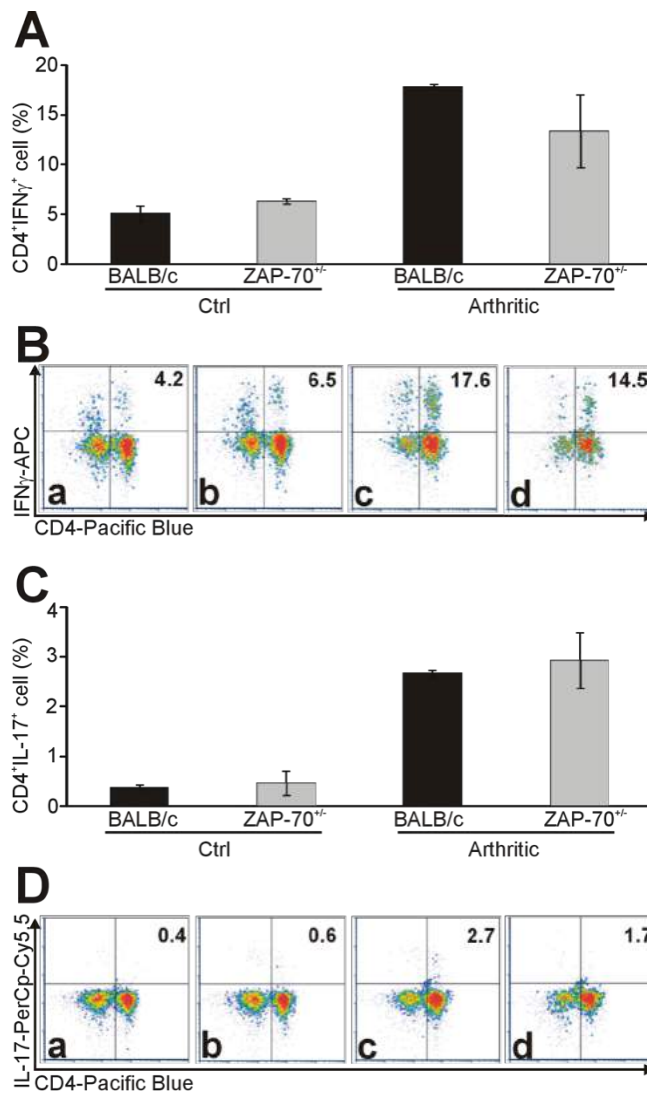 A
CD4⁺IFNγ⁺ cell (%)
20
15
10
5
0
BALB/c ZAP-70⁺/⁻ BALB/c ZAP-70⁺/⁻
Ctrl Arthritic
B
IFNγ-APC
4.2 6.5 17.6 14.5
a b c d
CD4-Pacific Blue
C
CD4⁺IL-17⁺ cell (%)
4
3
2
1
0
BALB/c ZAP-70⁺/⁻ BALB/c ZAP-70⁺/⁻
Ctrl Arthritic
D
IL-17-PerCp-Cy5,5
0.4 0.6 2.7 1.7
a b c d
CD4-Pacific Blue